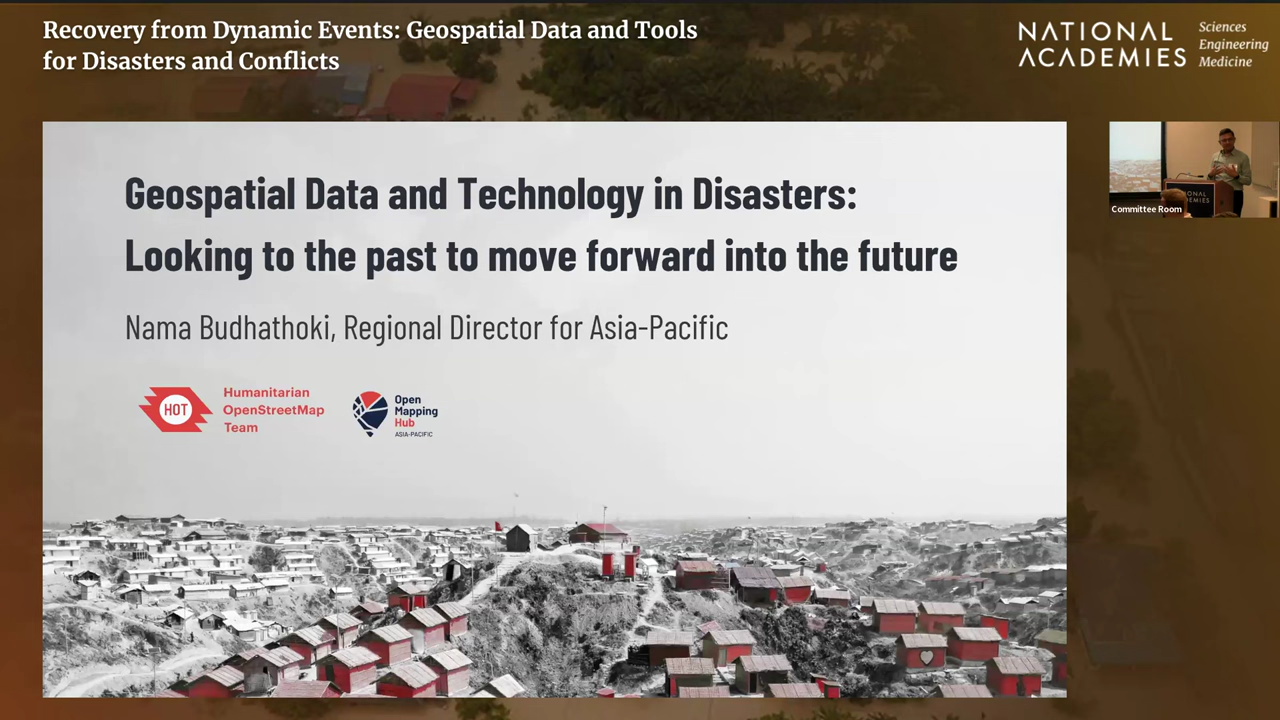 Recovery from Dynamic Events: Geospatial Data and Tools
for Disasters and Conflicts
NATIONAL
ACADEMIES
Sciences
Engineering
Medicine
Geospatial Data and Technology in Disasters:
Looking to the past to move forward into the future
Nama Budhathoki, Regional Director for Asia-Pacific
HOT
Humanitarian
OpenStreetMap
Team
Open
Mapping
Hub
ASIA-PACIFIC
Committee Room